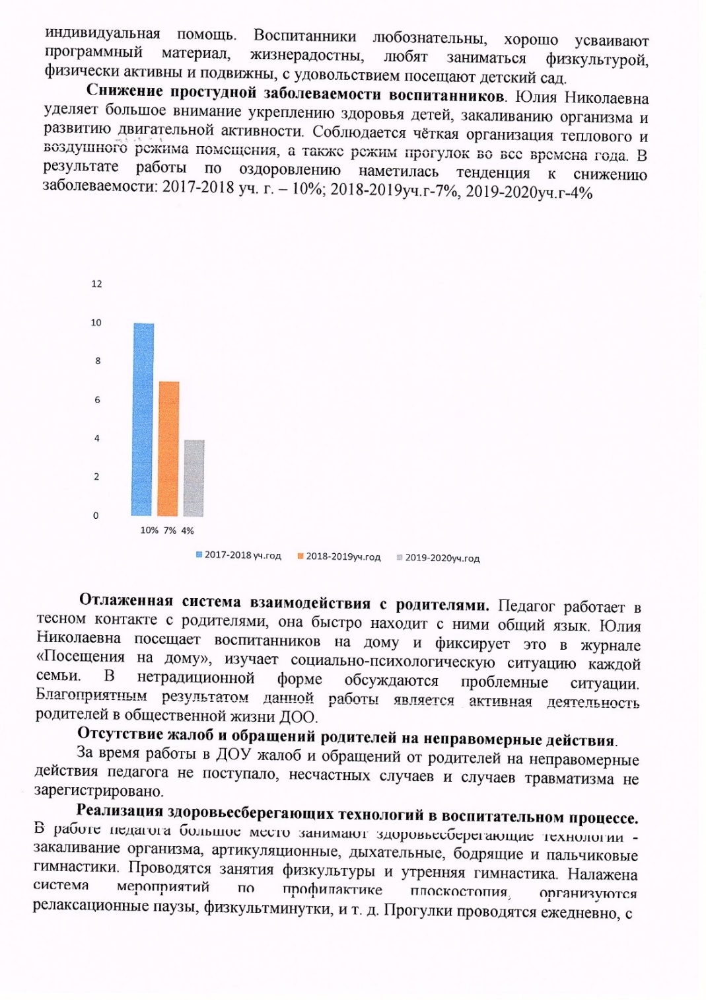 индивидуальная помощь. Воспитанники любознательны, хорошо усваивают
программный материал, жизнерадостны, любят заниматься физкультурой,
физически активны и подвижны, с удовольствием посещают детский сад.
Снижение простудной заболеваемости воспитанников. Юлия Николаевна
уделяет большое внимание укреплению здоровья детей, закаливанию организма и
развитию двигательной активности. Соблюдается чёткая организация теплового и
воздушного режима помещения, а также режим прогулок во все времена года. В
результате работы по оздоровлению наметилась тенденция к снижению
заболеваемости: 2017-2018 уч. г. – 10%; 2018-2019уч.г-7%, 2019-2020уч.г-4%
12
10
8
6
4
2
0
10% 7% 4%
2017-2018 уч.год 2018-2019уч.год 2019-2020уч.год
Отлаженная система взаимодействия с родителями. Педагог работает в
тесном контакте с родителями, она быстро находит с ними общий язык. Юлия
Николаевна посещает воспитанников на дому и фиксирует это в журнале
«Посещения на дому», изучает социально-психологическую ситуацию каждой
семьи. В нетрадиционной форме обсуждаются проблемные ситуации.
Благоприятным результатом данной работы является активная деятельность
родителей в общественной жизни ДОО.
Отсутствие жалоб и обращений родителей на неправомерные действия.
За время работы в ДОУ жалоб и обращений от родителей на неправомерные
действия педагога не поступало, несчастных случаев и случаев травматизма не
зарегистрировано.
Реализация здоровьесберегающих технологий в воспитательном процессе.
В работе педагога большое место занимают здоровьесберегающие технологии -
закаливание организма, артикуляционные, дыхательные, бодрящие и пальчиковые
гимнастики. Проводятся занятия физкультуры и утренняя гимнастика. Налажена
система мероприятий по профилактике плоскостопия, организуются
релаксационные паузы, физкультминутки, и т. д. Прогулки проводятся ежедневно, с